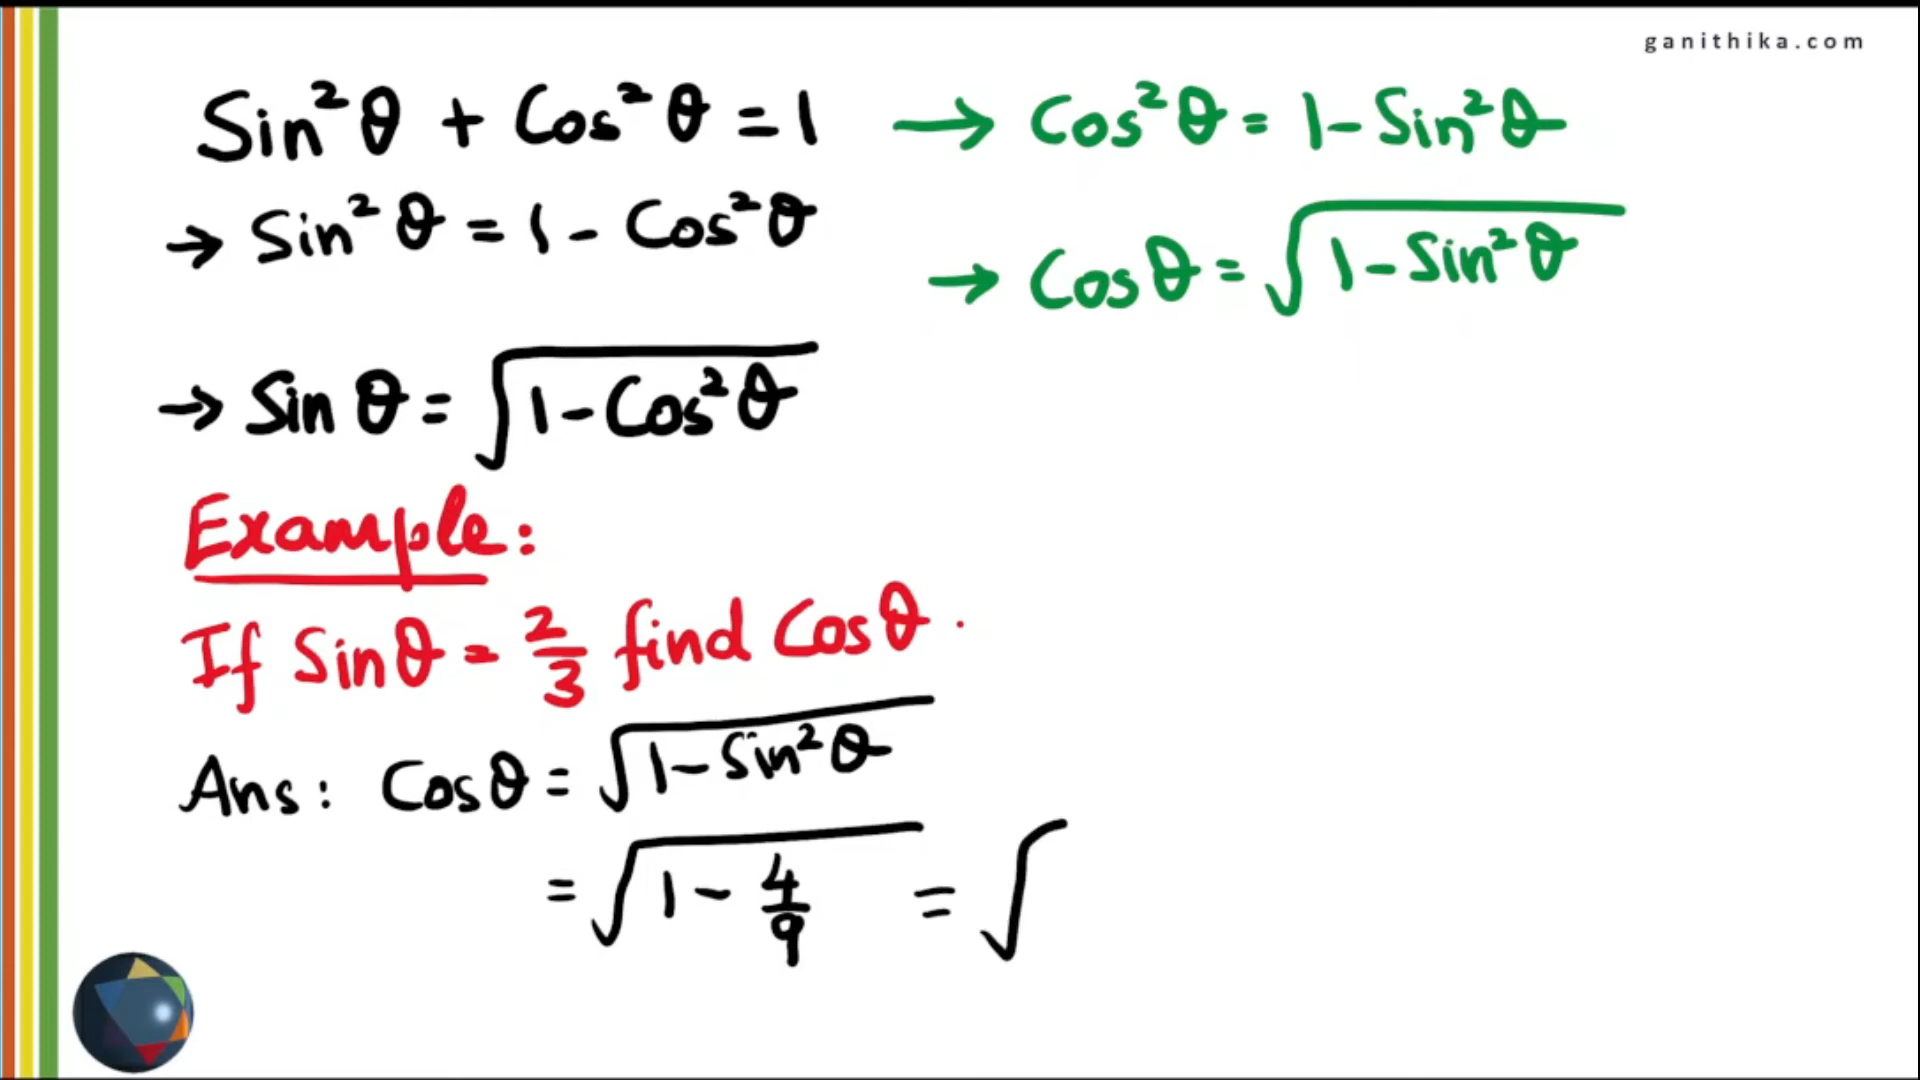 ganithika.com
Sin²θ + Cos²θ = 1 → Cos²θ = 1 - Sin²θ
→ Sin²θ = 1 - Cos²θ
→ Cosθ = √(1 - Sin²θ)
→ Sin θ = √(1 - Cos²θ)
Example:
If Sinθ = 2/3 find Cosθ.
Ans: Cosθ = √(1 - Sin²θ)
= √(1 - 4/9) = √